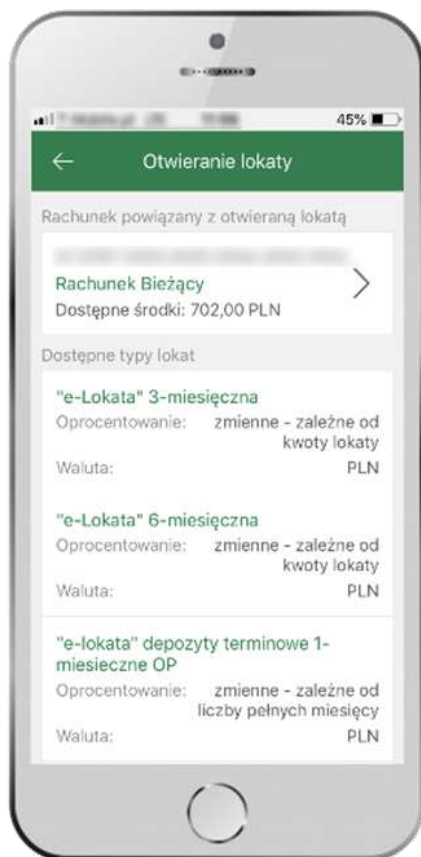 45%
Otwieranie lokaty
Rachunek powiązany z otwieraną lokatą
Rachunek Bieżący
Dostępne środki: 702,00 PLN
Dostępne typy lokat
"e-Lokata" 3-miesięczna
Oprocentowanie: zmienne - zależne od
kwoty lokaty
Waluta: PLN
"e-Lokata" 6-miesięczna
Oprocentowanie: zmienne - zależne od
kwoty lokaty
Waluta: PLN
"e-lokata" depozyty terminowe 1-
miesieczne OP
Oprocentowanie: zmienne - zależne od
liczby pełnych miesięcy
Waluta: PLN